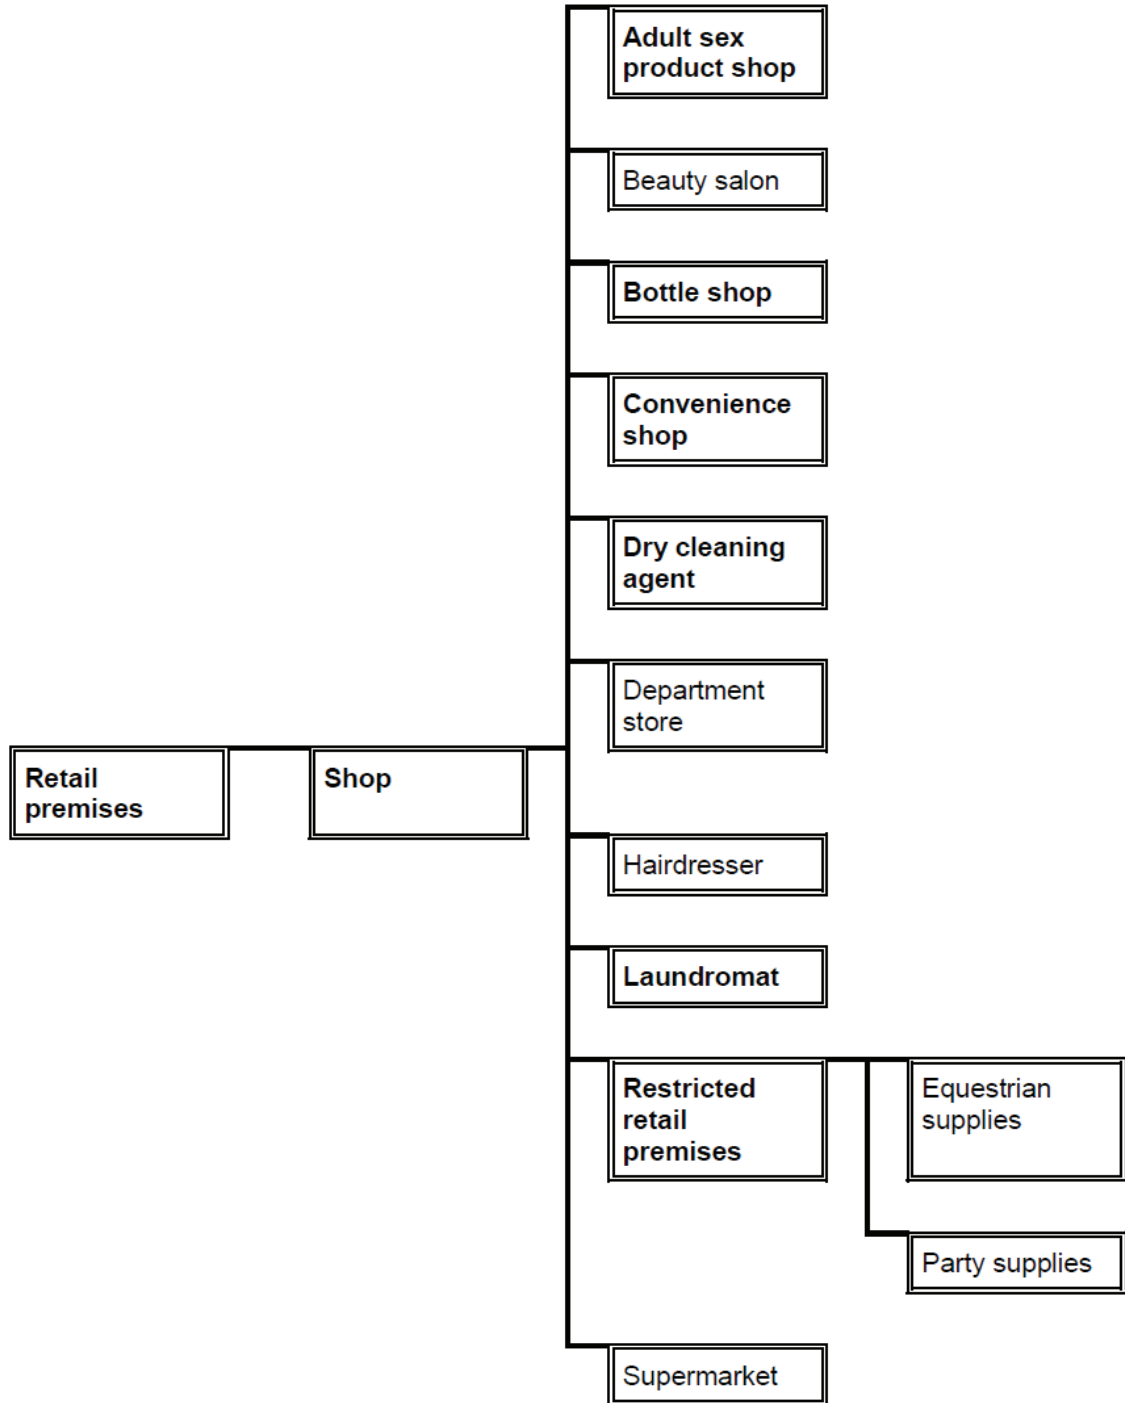 Adult sex
product shop
Beauty salon
Bottle shop
Convenience
shop
Dry cleaning
agent
Department
store
Retail
premises
Shop
Hairdresser
Laundromat
Restricted
retail
premises
Equestrian
supplies
Party supplies
Supermarket